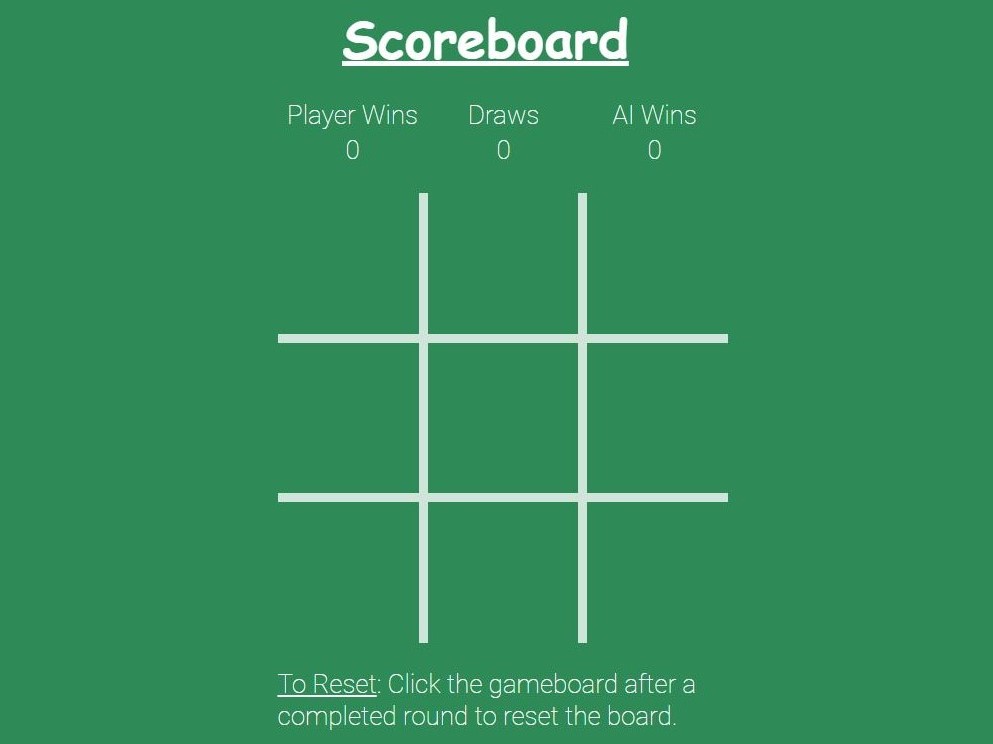 Scoreboard
Player Wins Draws AI Wins
0 0 0
To Reset: Click the gameboard after a
completed round to reset the board.